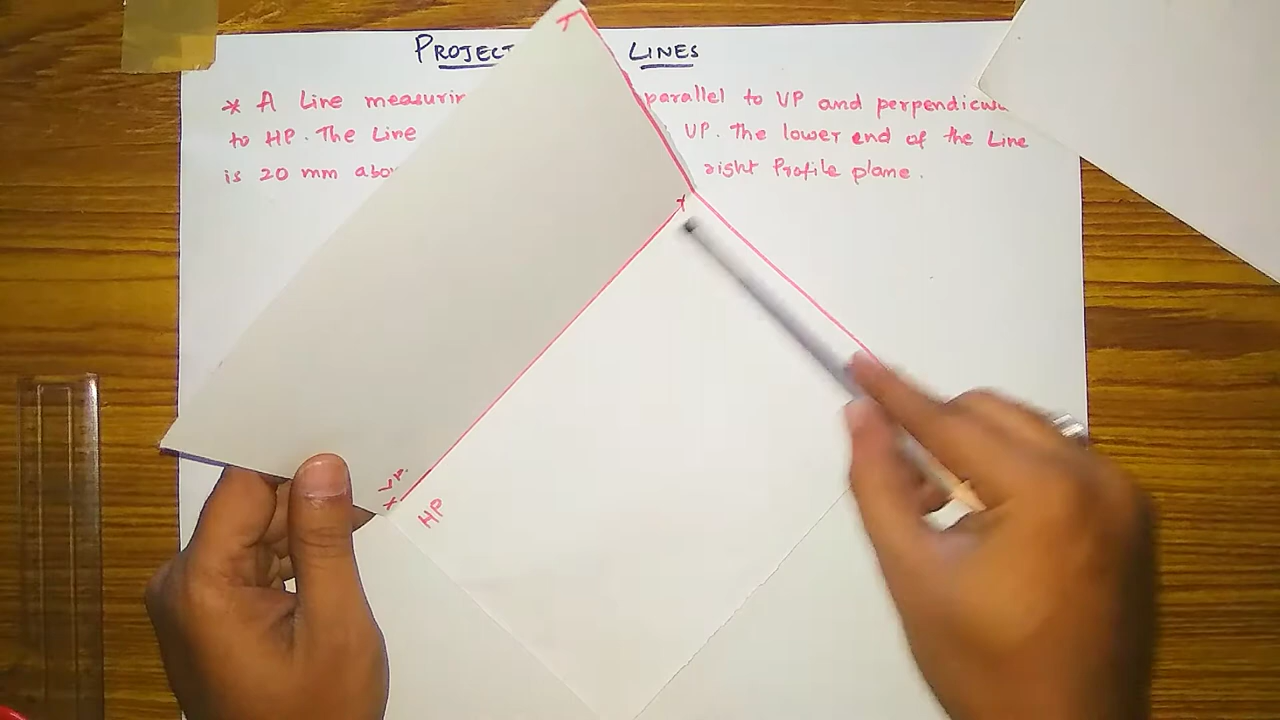 PROJECT LINES
* A Line measurin parallel to VP and perpendicu
to HP. The Line VP. The lower end of the Line
is 20 mm abov right Profile plane.
Y
X
HP